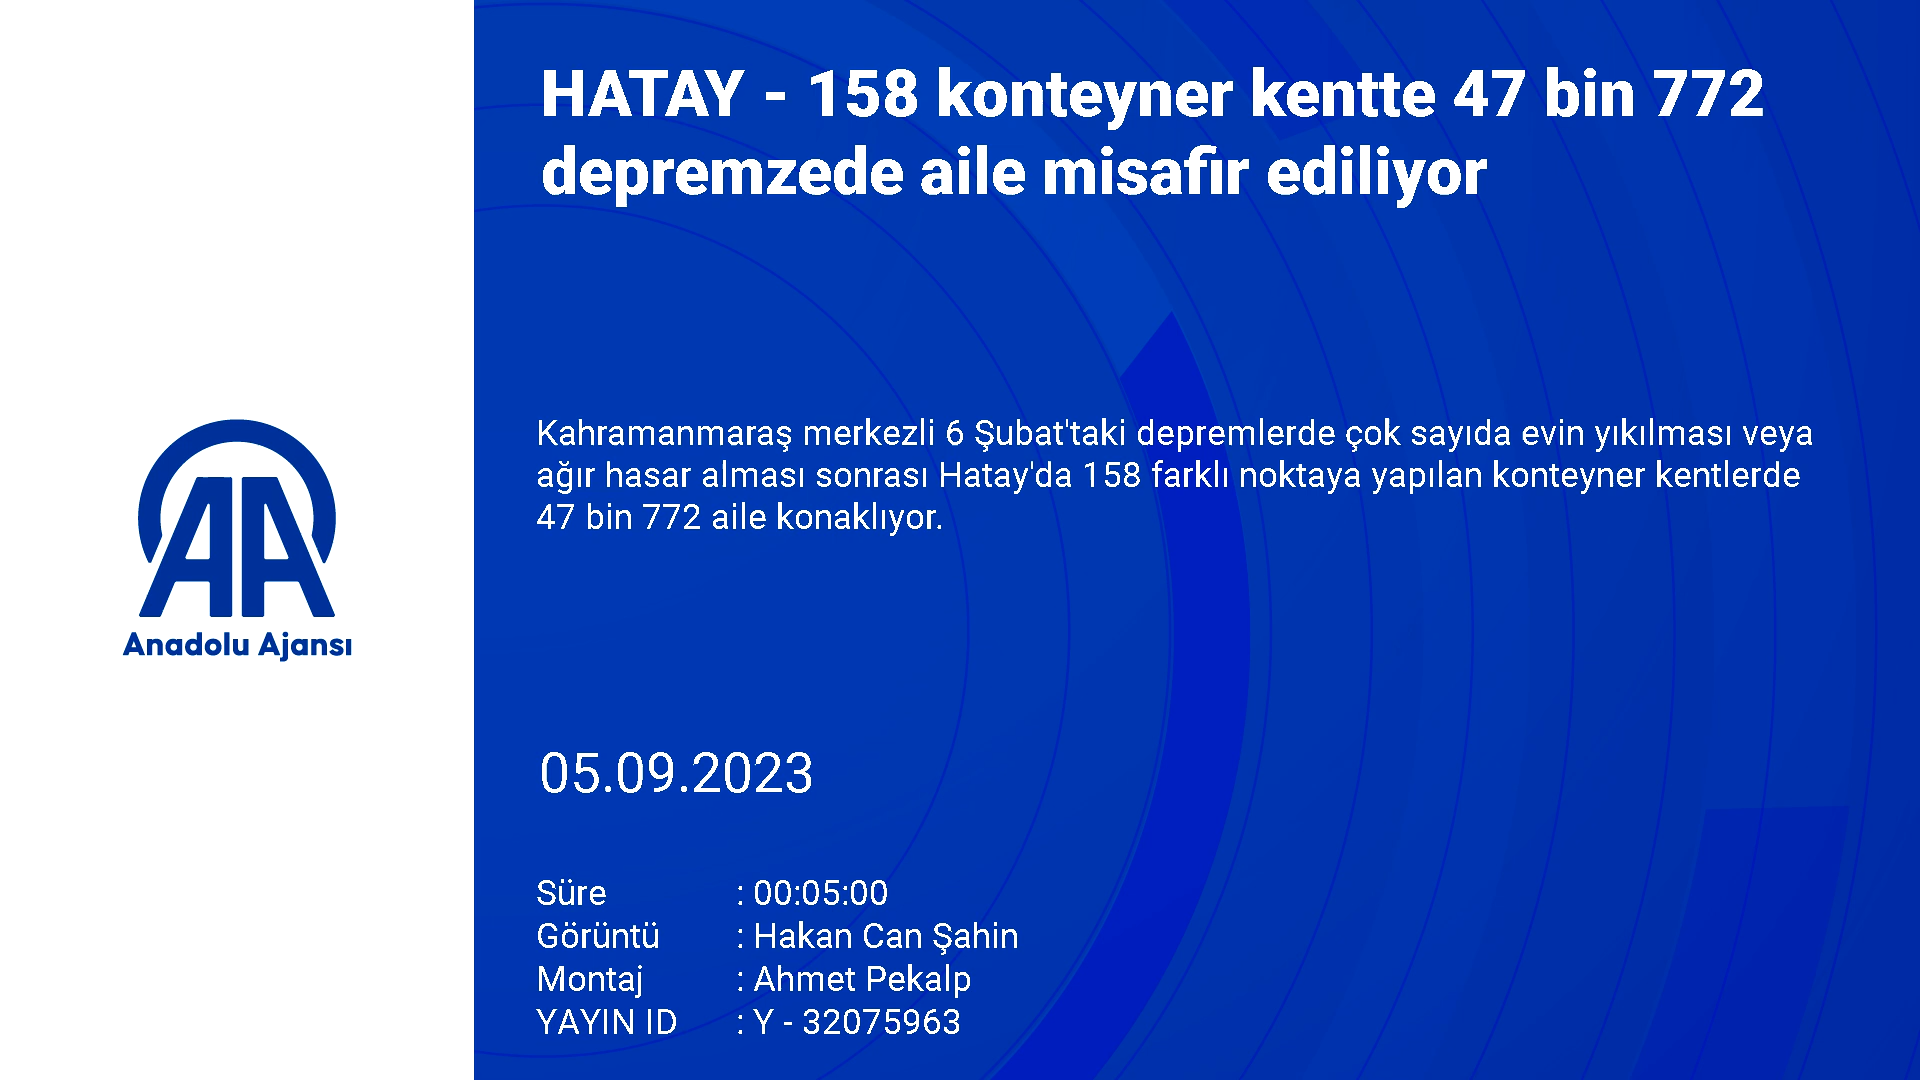 HATAY - 158 konteyner kentte 47 bin 772
depremzede aile misafir ediliyor
Kahramanmaraş merkezli 6 Şubat'taki depremlerde çok sayıda evin yıkılması veya
ağır hasar alması sonrası Hatay'da 158 farklı noktaya yapılan konteyner kentlerde
47 bin 772 aile konaklıyor.
AA
Anadolu Ajansı
05.09.2023
Süre : 00:05:00
Görüntü : Hakan Can Şahin
Montaj : Ahmet Pekalp
YAYIN ID : Y - 32075963